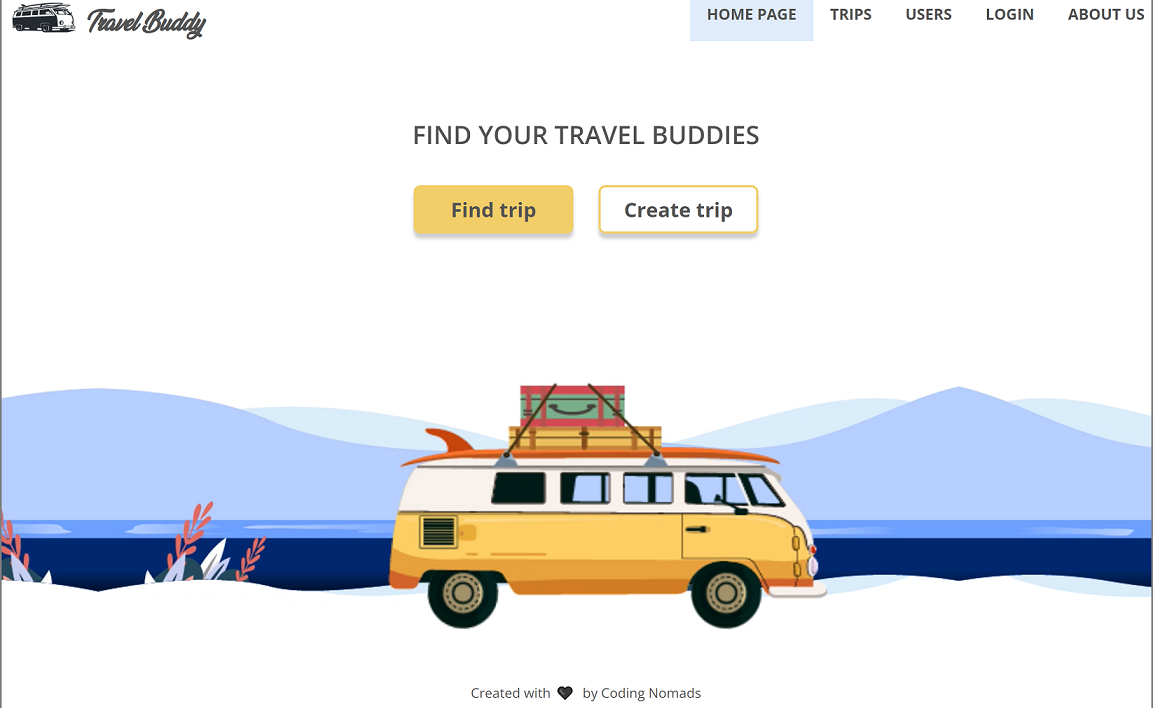 Travel Buddy
HOME PAGE TRIPS USERS LOGIN ABOUT US
FIND YOUR TRAVEL BUDDIES
Find trip Create trip
Created with 🖤 by Coding Nomads